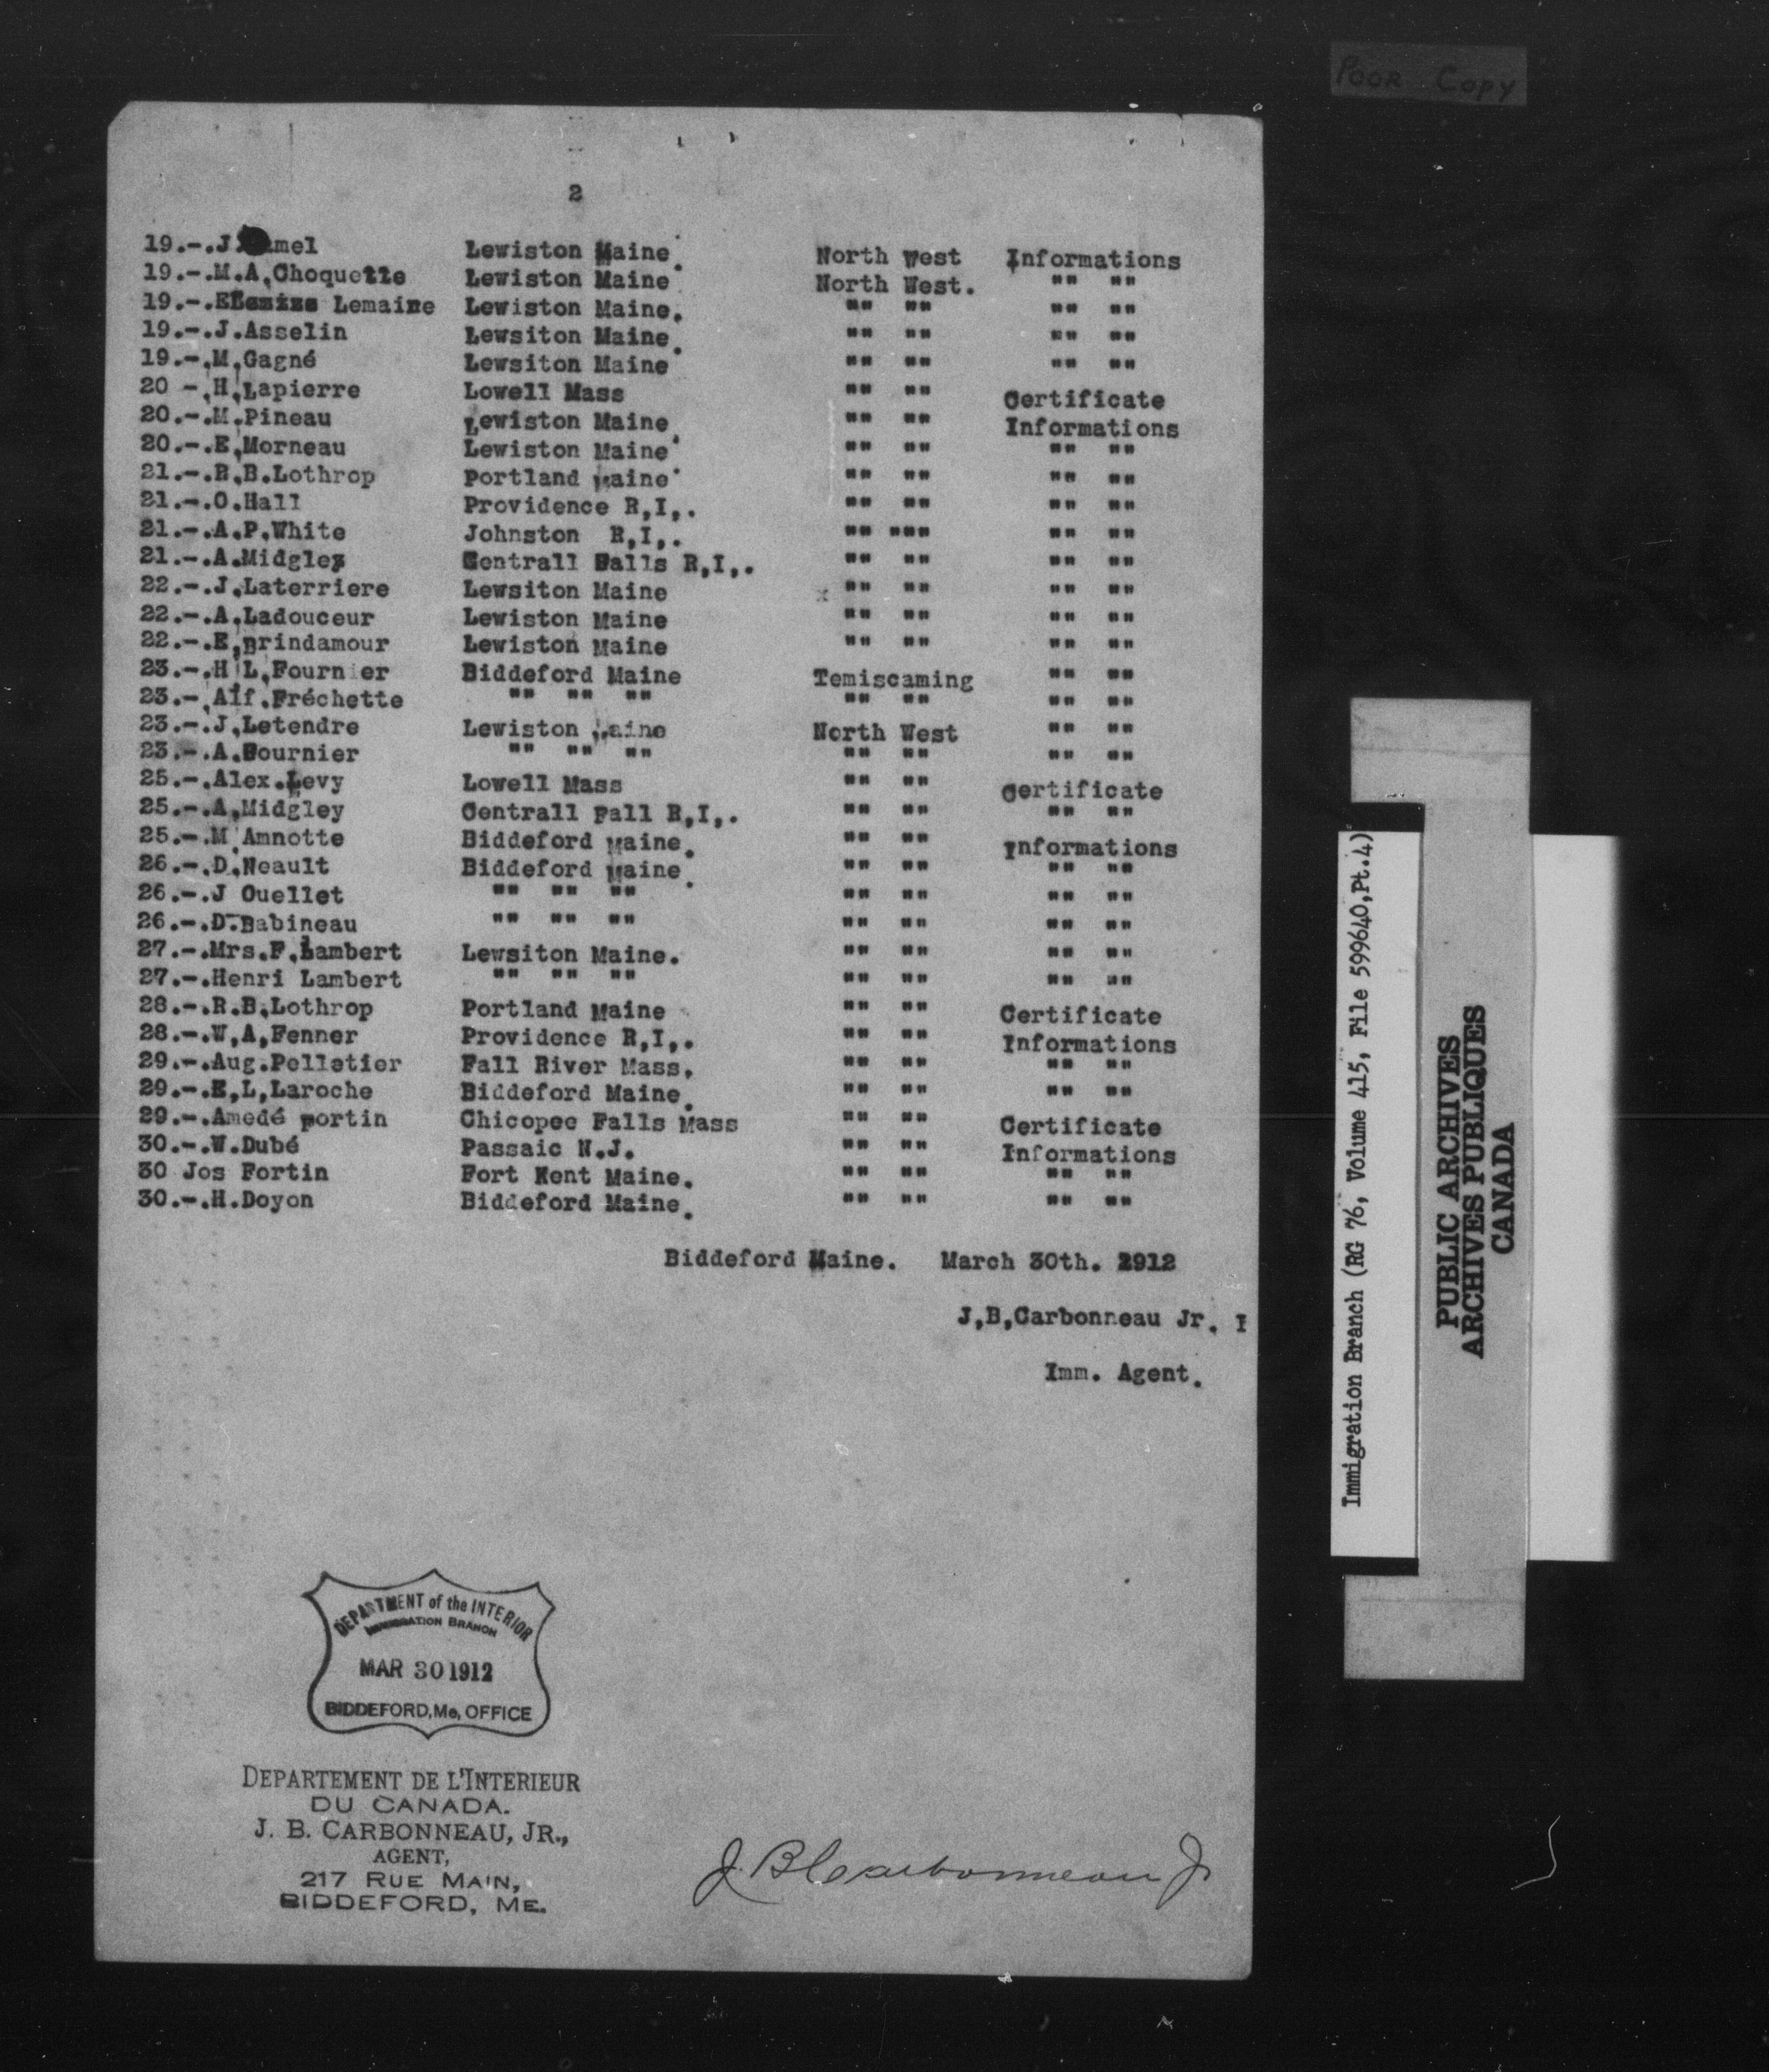 Poor Copy
2
19.-.J mel Lewiston Maine. North West Informations
19.-.M.A,Choquette Lewiston Maine. North West. "" ""
19.-. Lemaire Lewiston Maine. "" "" "" ""
19.-.J.Asselin Lewsiton Maine. "" "" "" ""
19.-.M,Gagné Lewsiton Maine. "" "" "" ""
20 -,H,Lapierre Lowell Mass "" "" Certificate
20.-.M.Pineau Lewiston Maine. "" "" Informations
20.-.E,Morneau Lewiston Maine. "" "" "" ""
21.-.R,B.Lothrop Portland Maine. "" "" "" ""
21.-.O.Hall Providence R,I,. "" "" "" ""
21.-.A.P.White Johnston R,I,. "" """ "" ""
21.-.A.Midgley Centrall Falls R,I,. "" "" "" ""
22.-.J.Laterriere Lewsiton Maine "" "" "" ""
22.-.A,Ladouceur Lewiston Maine "" "" "" ""
22.-.E,Brindamour Lewiston Maine "" "" "" ""
23.-.H L,Fournier Biddeford Maine Temiscaming "" ""
23.-,Alf.Fréchette "" "" "" "" "" "" ""
23.-.J,Letendre Lewiston Maine North West "" ""
23.-.A.Fournier "" "" "" "" "" "" ""
25.-.Alex.Levy Lowell Mass "" "" Certificate
25.-.A,Midgley Centrall Fall R,I,. "" "" "" ""
25.-.M Amnotte Biddeford Maine. "" "" Informations
26.-.D.Neault Biddeford Maine. "" "" "" ""
26.-.J Ouellet "" "" "" "" "" "" ""
26.-.D.Babineau "" "" "" "" "" "" ""
27.-.Mrs.F.Lambert Lewsiton Maine. "" "" "" ""
27.-.Henri Lambert "" "" "" "" "" "" ""
28.-.R.B.Lothrop Portland Maine "" "" Certificate
28.-.W,A,Fenner Providence R,I,. "" "" Informations
29.-.Aug.Pelletier Fall River Mass. "" "" "" ""
29.-.E,L,Laroche Biddeford Maine. "" "" "" ""
29.-.Amedé Fortin Chicopee Falls Mass "" "" Certificate
30.-.W.Dubé Passaic N.J. "" "" Informations
30 Jos Fortin Fort Kent Maine. "" "" "" ""
30.-.H.Doyon Biddeford Maine. "" "" "" ""
Biddeford Maine. March 30th. 2912
J,B,Carbonneau Jr. I
Imm. Agent.
DEPARTMENT of the INTERIOR
IMMIGRATION BRANCH
MAR 30 1912
BIDDEFORD, Me, OFFICE
DEPARTEMENT DE L'INTERIEUR
DU CANADA.
J. B. CARBONNEAU, JR.,
AGENT,
217 RUE MAIN,
BIDDEFORD, ME.
J. B Carbonneau Jr
Immigration Branch (RG 76, Volume 415, File 599640,Pt.4)
PUBLIC ARCHIVES
ARCHIVES PUBLIQUES
CANADA